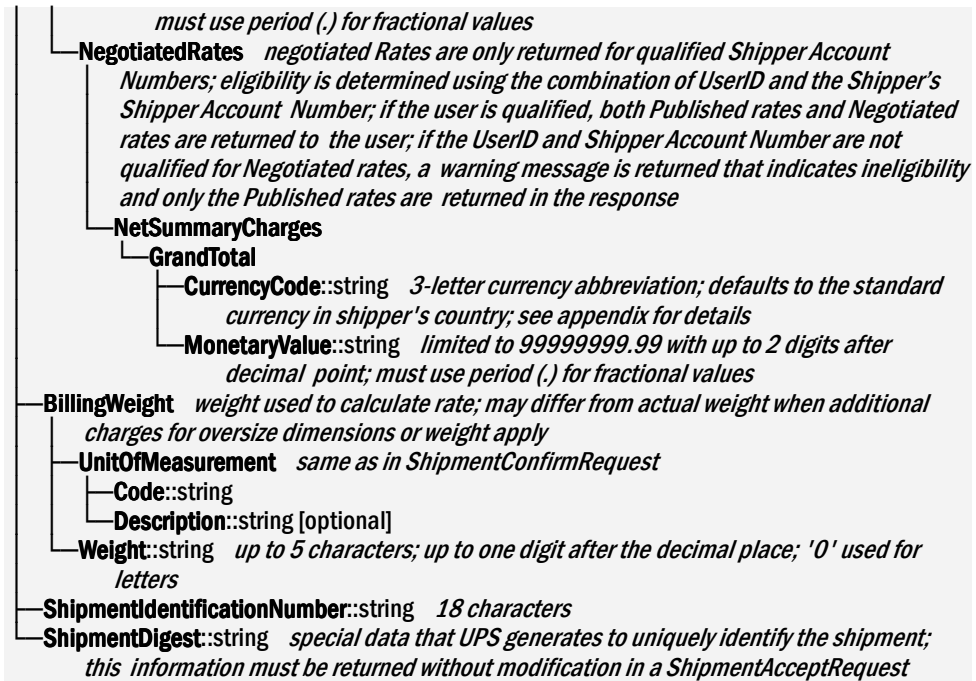 must use period (.) for fractional values
NegotiatedRates negotiated Rates are only returned for qualified Shipper Account
Numbers; eligibility is determined using the combination of UserID and the Shipper's
Shipper Account Number; if the user is qualified, both Published rates and Negotiated
rates are returned to the user; if the UserID and Shipper Account Number are not
qualified for Negotiated rates, a warning message is returned that indicates ineligibility
and only the Published rates are returned in the response
NetSummaryCharges
GrandTotal
CurrencyCode::string 3-letter currency abbreviation; defaults to the standard
currency in shipper's country; see appendix for details
MonetaryValue::string limited to 99999999.99 with up to 2 digits after
decimal point; must use period (.) for fractional values
BillingWeight weight used to calculate rate; may differ from actual weight when additional
charges for oversize dimensions or weight apply
UnitOfMeasurement same as in ShipmentConfirmRequest
Code::string
Description::string [optional]
Weight::string up to 5 characters; up to one digit after the decimal place; '0' used for
letters
ShipmentIdentificationNumber::string 18 characters
ShipmentDigest::string special data that UPS generates to uniquely identify the shipment;
this information must be returned without modification in a ShipmentAcceptRequest